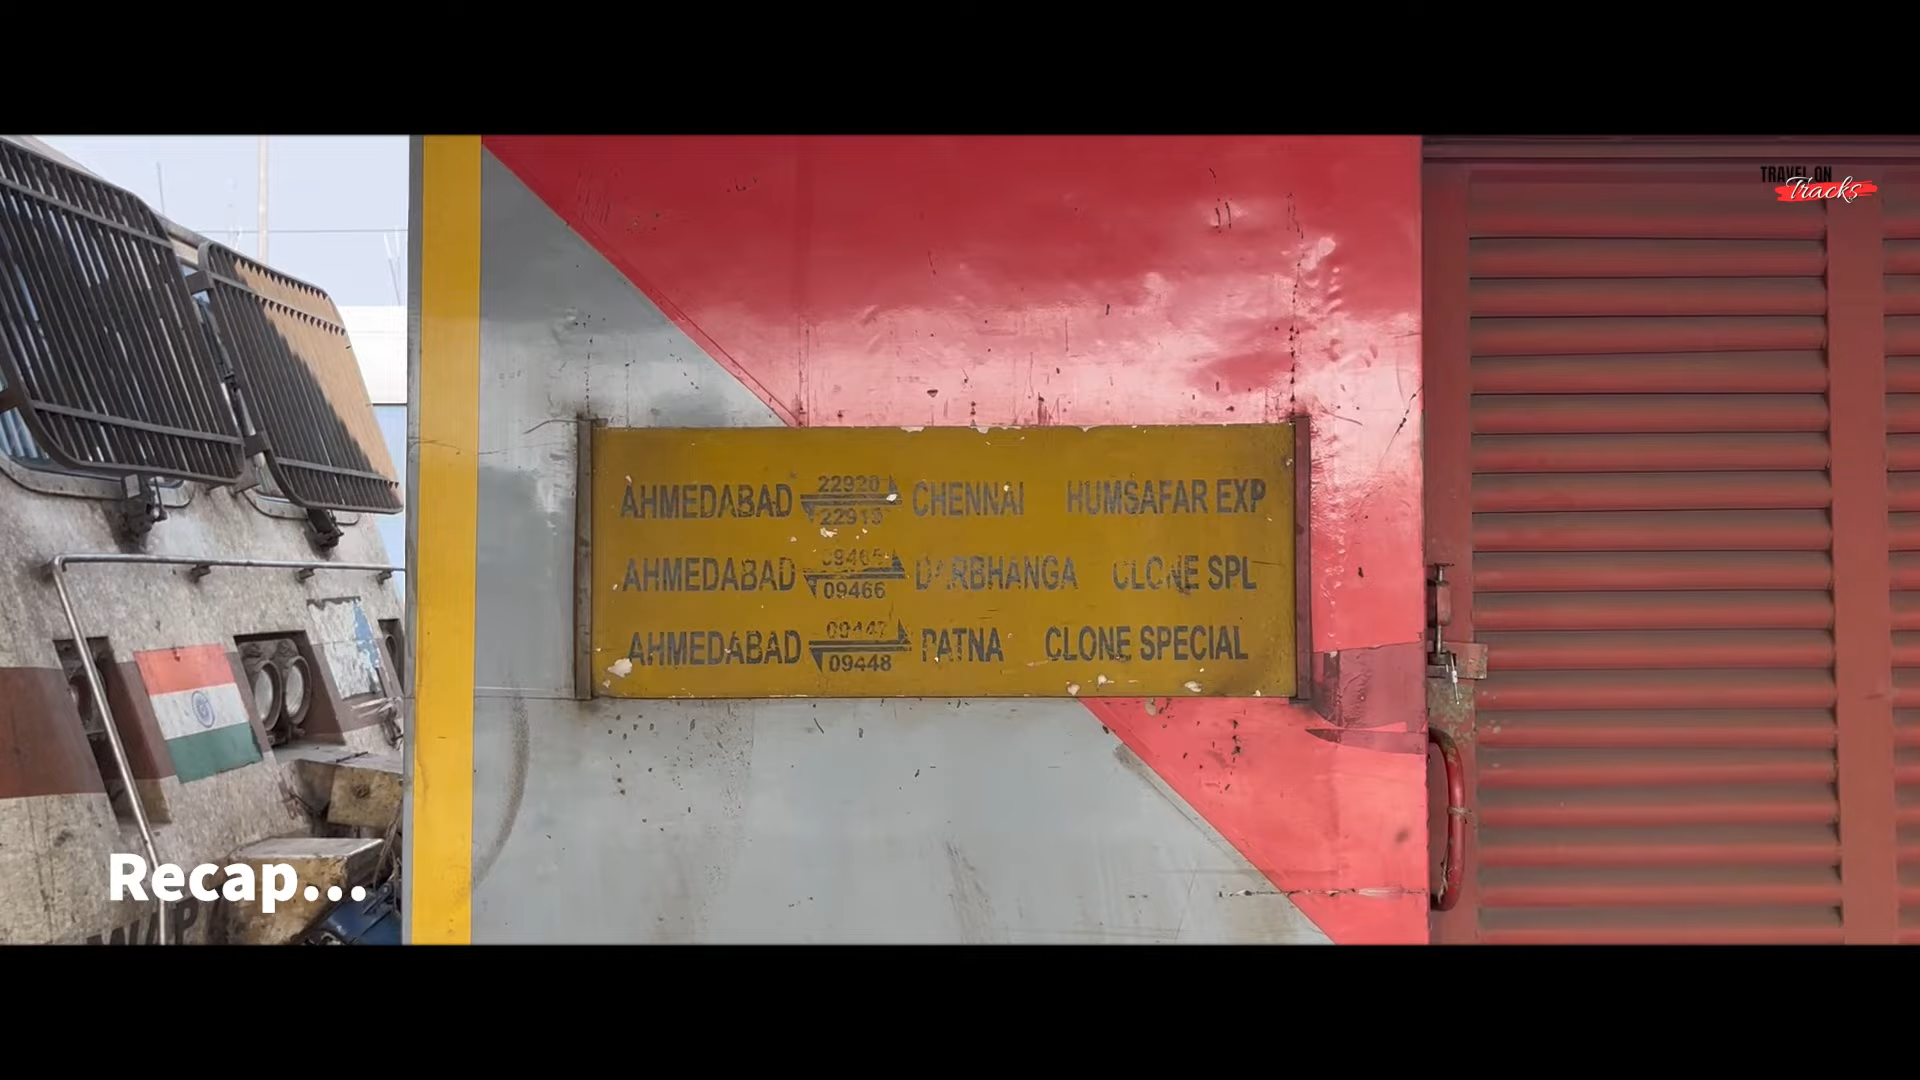 TRAVEL ON
Tracks
AHMEDABAD 22920 22919 CHENNAI HUMSAFAR EXP
AHMEDABAD 09465 09466 DARBHANGA CLONE SPL
AHMEDABAD 09447 09448 PATNA CLONE SPECIAL
Recap...
WAP